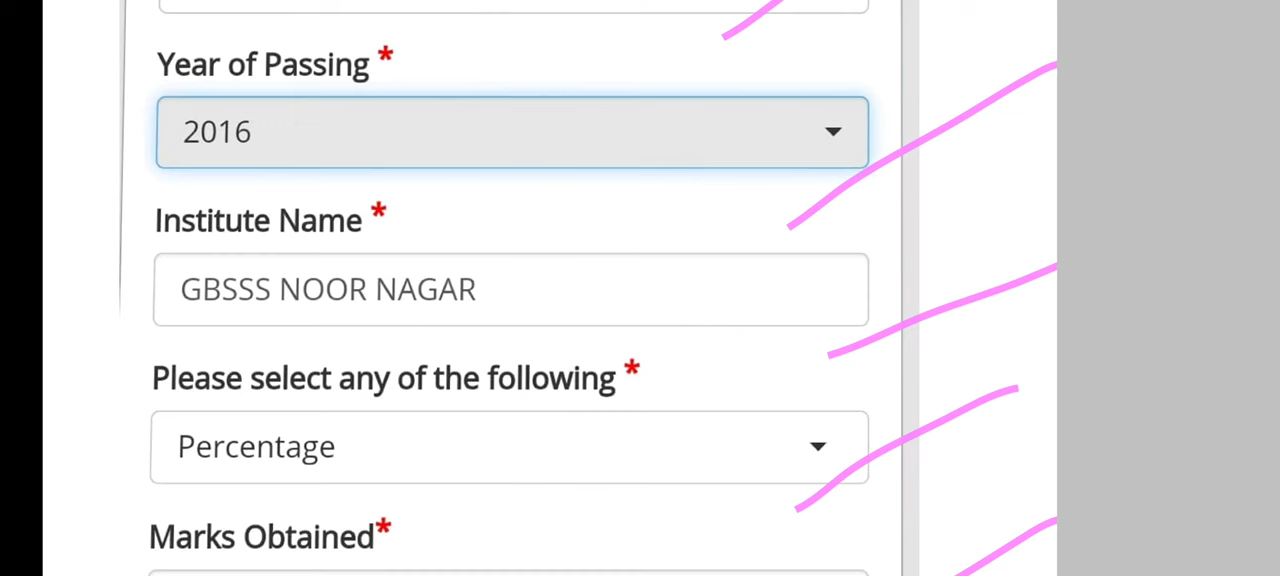 Year of Passing *
2016
Institute Name *
GBSSS NOOR NAGAR
Please select any of the following *
Percentage
Marks Obtained*